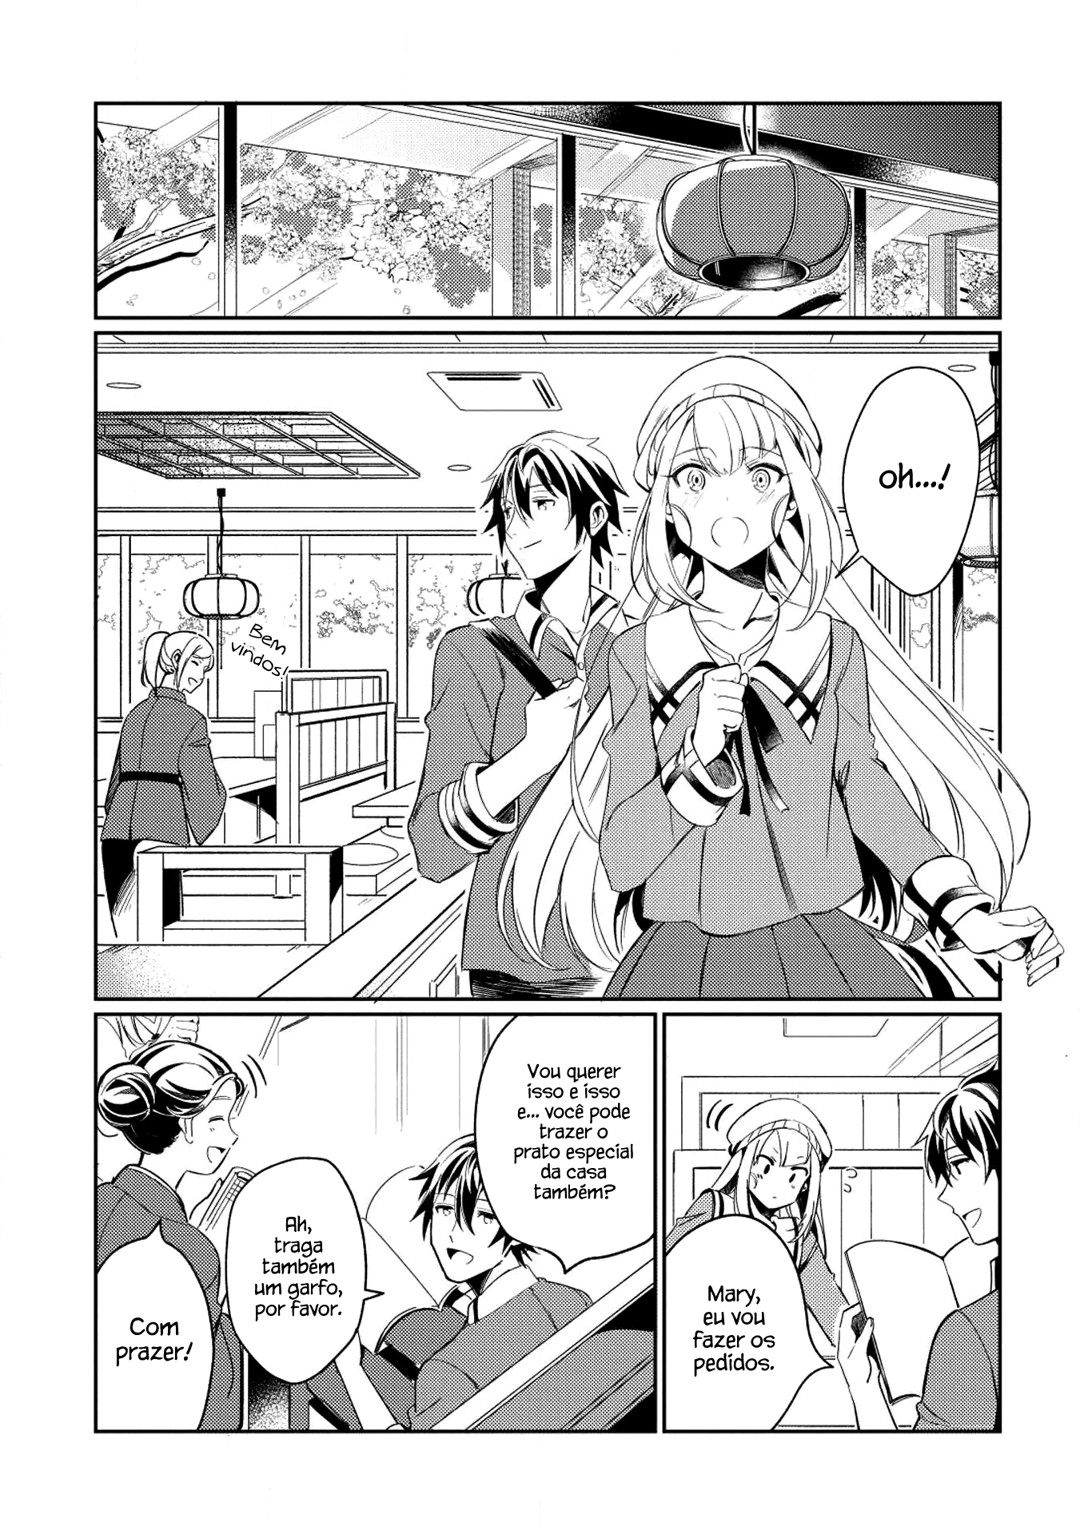 oh...!
Bem
vindos!
Mary,
eu vou
fazer os
pedidos.
Vou querer
isso e isso
e... você pode
trazer o
prato especial
da casa
também?
Ah,
traga
também
um garfo,
por favor.
Com
prazer!